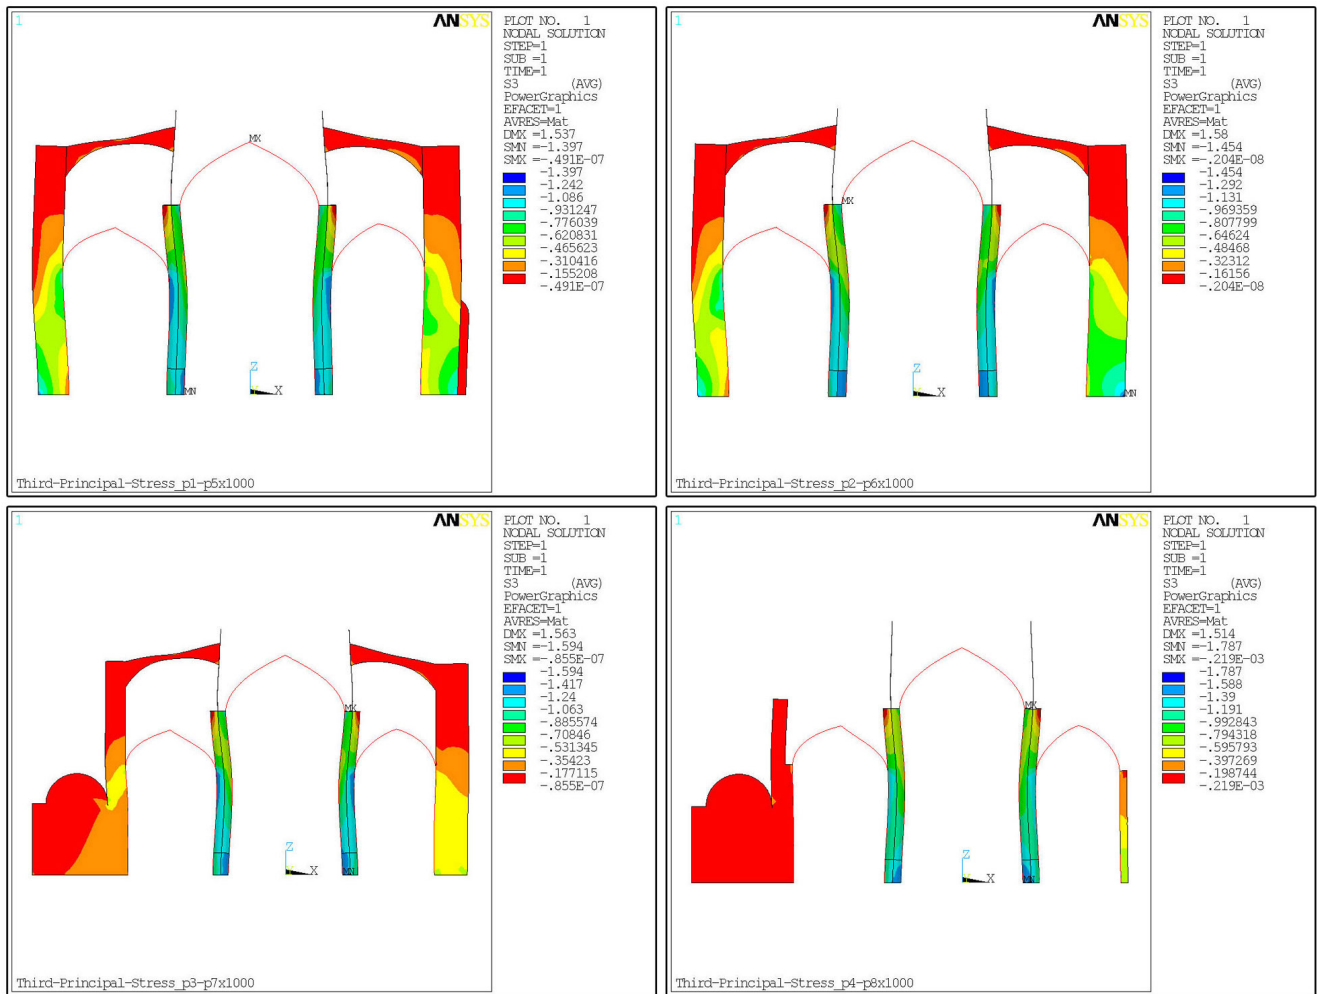 1
ANSYS
PLOT NO. 1
NODAL SOLUTION
STEP=1
SUB =1
TIME=1
S3 (AVG)
PowerGraphics
EFACET=1
AVRES=Mat
DMX =1.537
SMN =-1.397
SMX =-.491E-07
-1.397
-1.242
-1.086
-.931247
-.776039
-.620831
-.465623
-.310416
-.155208
-.491E-07
MX
MN
Z
Y
X
Third-Principal-Stress_p1-p5x1000
1
ANSYS
PLOT NO. 1
NODAL SOLUTION
STEP=1
SUB =1
TIME=1
S3 (AVG)
PowerGraphics
EFACET=1
AVRES=Mat
DMX =1.58
SMN =-1.454
SMX =-.204E-08
-1.454
-1.292
-1.131
-.969359
-.807799
-.64624
-.48468
-.32312
-.16156
-.204E-08
MX
MN
Z
Y
X
Third-Principal-Stress_p2-p6x1000
1
ANSYS
PLOT NO. 1
NODAL SOLUTION
STEP=1
SUB =1
TIME=1
S3 (AVG)
PowerGraphics
EFACET=1
AVRES=Mat
DMX =1.563
SMN =-1.594
SMX =-.855E-07
-1.594
-1.417
-1.24
-1.063
-.885574
-.70846
-.531345
-.35423
-.177115
-.855E-07
MX
MN
Z
X
Third-Principal-Stress_p3-p7x1000
1
ANSYS
PLOT NO. 1
NODAL SOLUTION
STEP=1
SUB =1
TIME=1
S3 (AVG)
PowerGraphics
EFACET=1
AVRES=Mat
DMX =1.514
SMN =-1.787
SMX =-.219E-03
-1.787
-1.588
-1.39
-1.191
-.992843
-.794318
-.595793
-.397269
-.198744
-.219E-03
MX
MN
Z
X
Third-Principal-Stress_p4-p8x1000